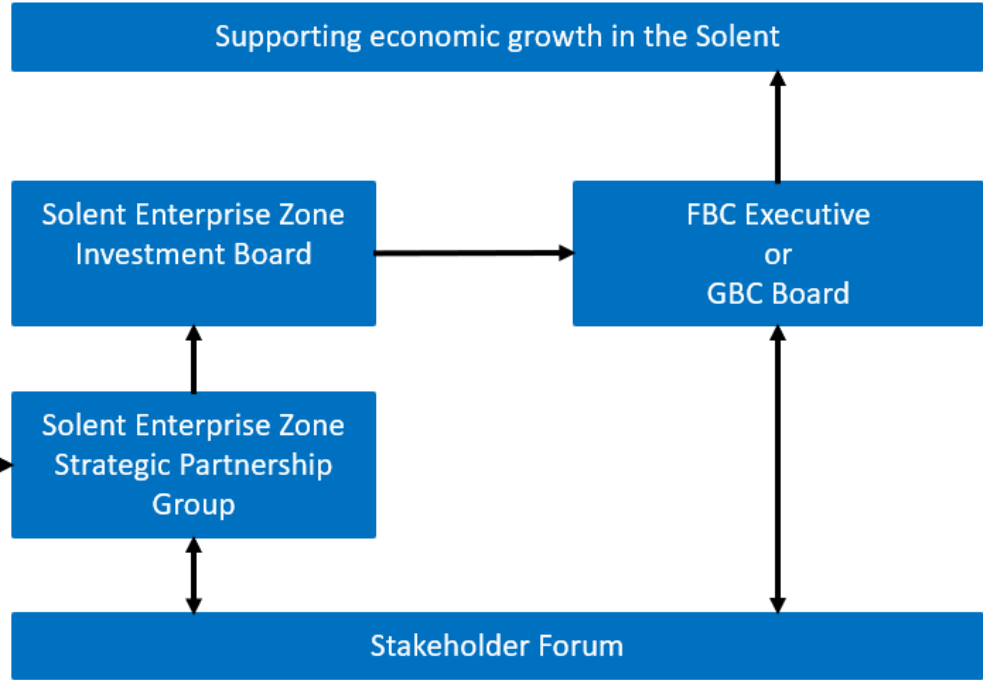 Supporting economic growth in the Solent
Solent Enterprise Zone
Investment Board
FBC Executive
or
GBC Board
Solent Enterprise Zone
Strategic Partnership
Group
Stakeholder Forum